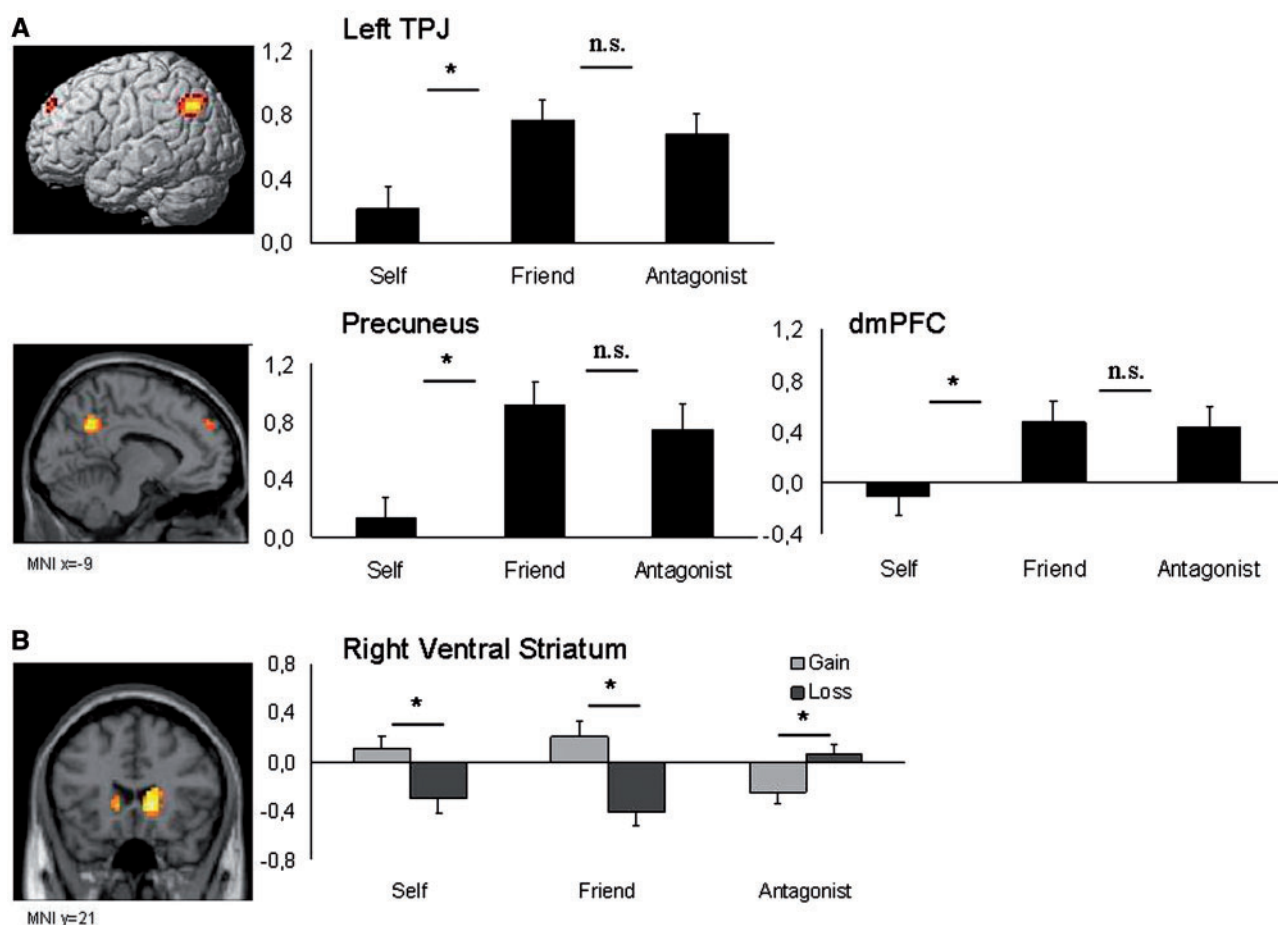 A
Left TPJ
1,2
0,8
0,4
0,0
*
n.s.
Self Friend Antagonist
Precuneus
1,2
0,8
0,4
0,0
*
n.s.
Self Friend Antagonist
MNI x=-9
dmPFC
1,2
0,8
0,4
0,0
-0,4
*
n.s.
Self Friend Antagonist
B
Right Ventral Striatum
0,8
0,4
0,0
-0,4
-0,8
*
*
*
Gain
Loss
Self Friend Antagonist
MNI y=21